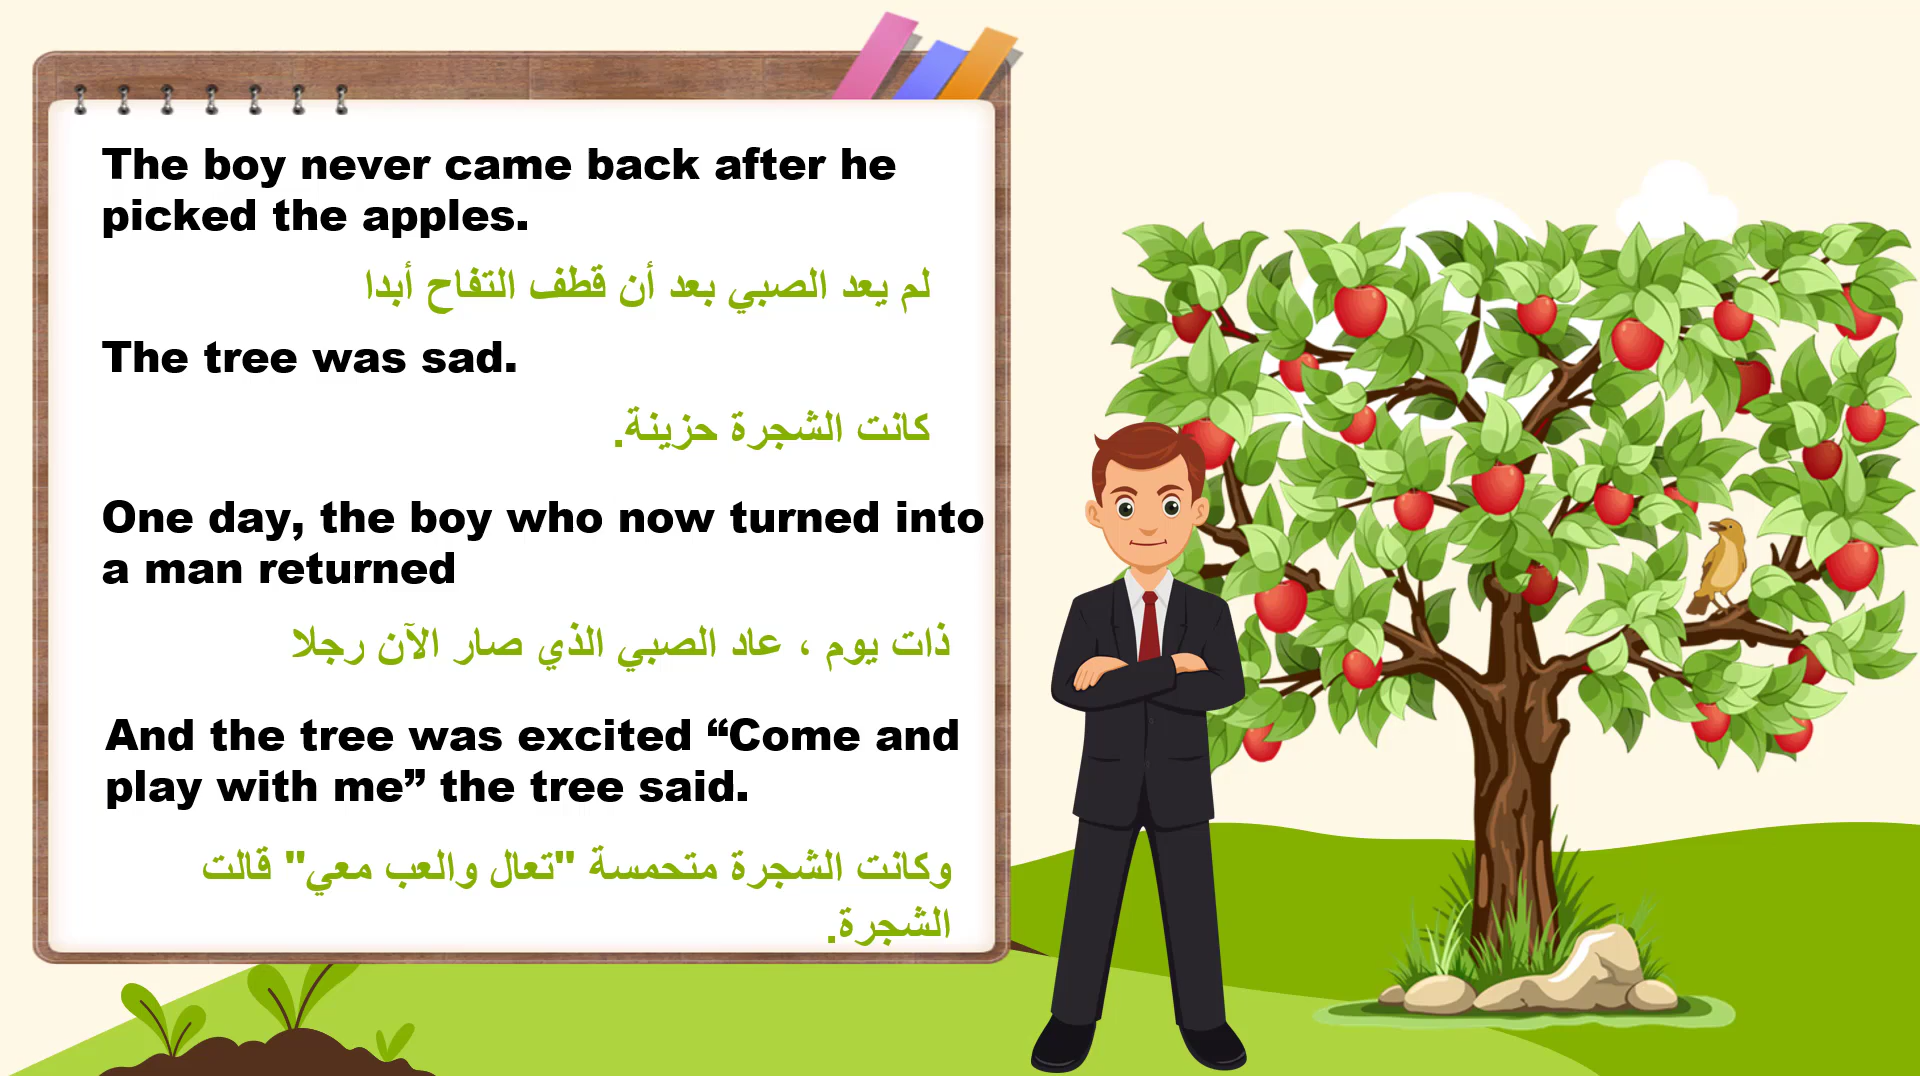 The boy never came back after he
picked the apples.
لم يعد الصبي بعد أن قطف التفاح أبدا
The tree was sad.
كانت الشجرة حزينة.
One day, the boy who now turned into
a man returned
ذات يوم ، عاد الصبي الذي صار الآن رجلا
And the tree was excited “Come and
play with me” the tree said.
وكانت الشجرة متحمسة "تعال والعب معي" قالت
الشجرة.